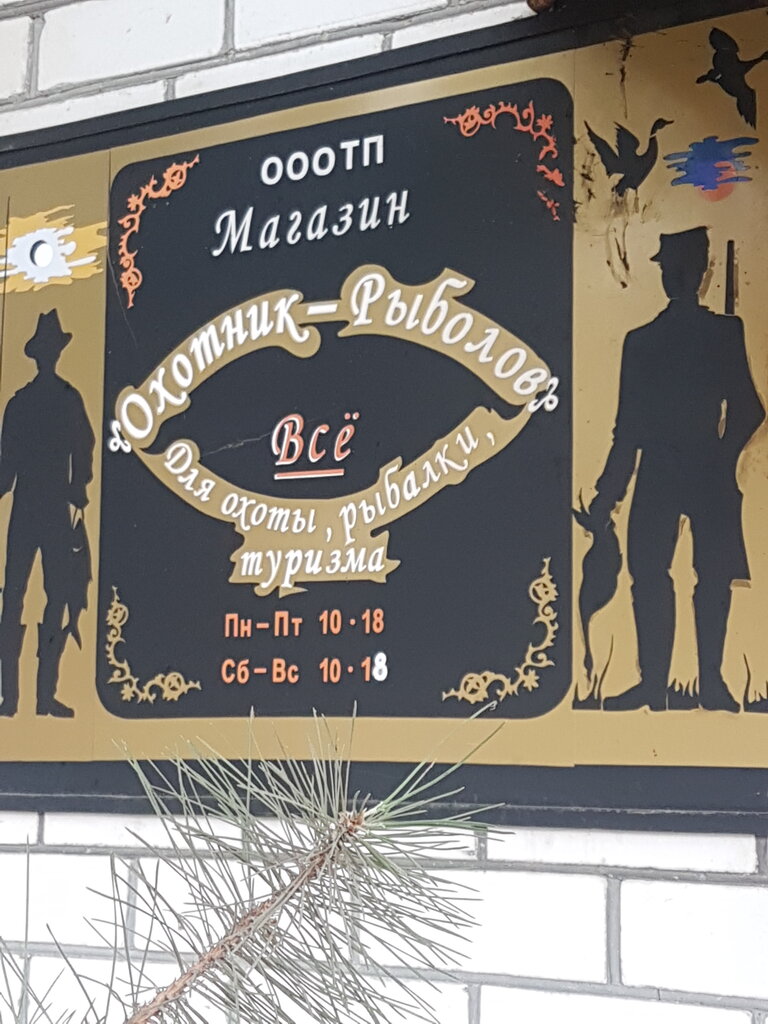 ОООТП
Магазин
Охотник-Рыболов
Всё
Для охоты, рыбалки,
туризма
Пн-Пт 10·18
Сб-Вс 10·18